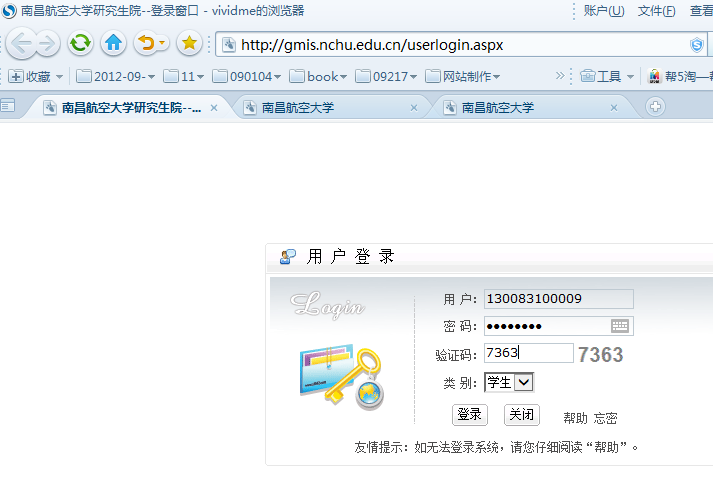 南昌航空大学研究生院--登录窗口 - vividme的浏览器 账户(U) 文件(F) 查看
http://gmis.nchu.edu.cn/userlogin.aspx
收藏 2012-09- 11 090104 book 09217 网站制作 » 工具 帮5淘—帮
南昌航空大学研究生院--... 南昌航空大学 南昌航空大学
用 户 登 录
Login
用 户: 130083100009
密 码: ●●●●●●●●
验证码: 7363 7363
类 别: 学生
登录 关闭 帮助 忘密
友情提示: 如无法登录系统，请您仔细阅读“帮助”。